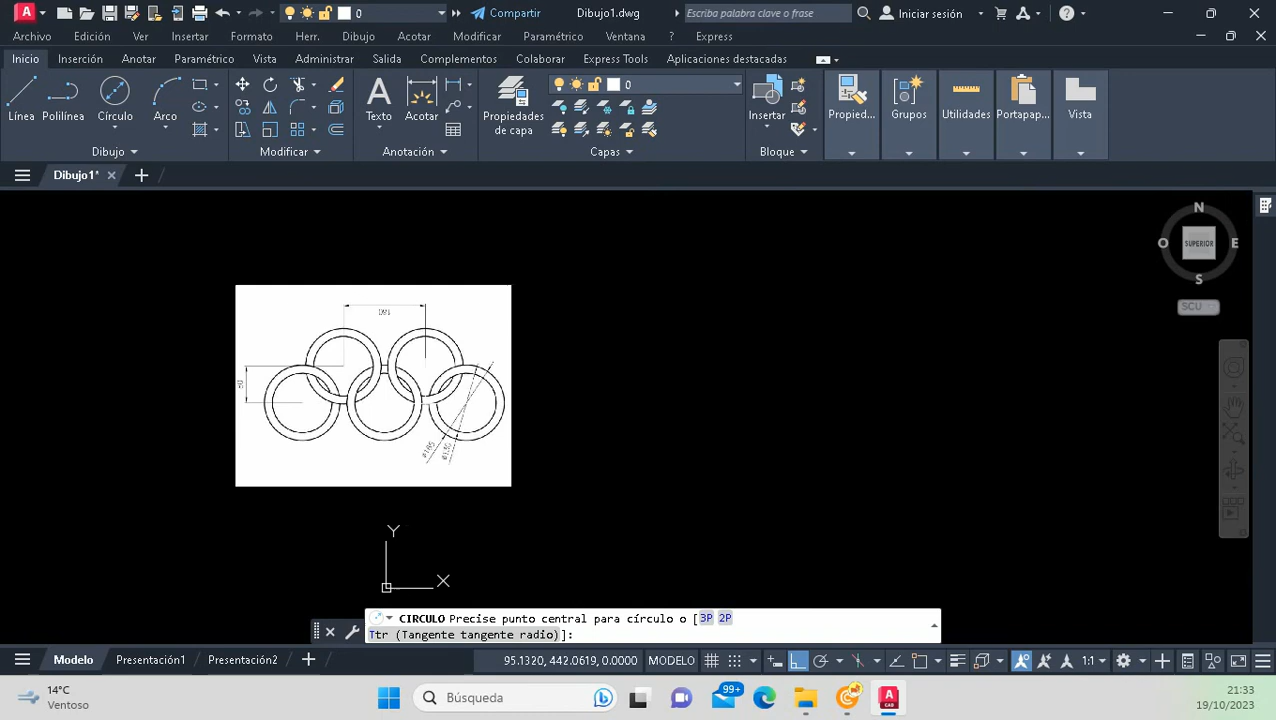 A Compartir Dibujo1.dwg Escriba palabra clave o frase Iniciar sesión ?
0
Archivo Edición Ver Insertar Formato Herr. Dibujo Acotar Modificar Paramétrico Ventana ? Express
Inicio Inserción Anotar Paramétrico Vista Salida Administrar Complementos Colaborar Express Tools Aplicaciones destacadas
0
Línea Polilínea Círculo Arco Texto Acotar Propiedades de capa Insertar Propied... Grupos Utilidades Portapap... Vista
Dibujo Modificar Anotación Capas Bloque
Dibujo1*
N
O SUPERIOR E
S
SCU
Y
X
CIRCULO Precise punto central para círculo o [3P 2P
Ttr (Tangente tangente radio)]:
Modelo Presentación1 Presentación2 95.1320, 442.0619, 0.0000 MODELO 1:1
14°C
Ventoso
Búsqueda
99+
A CAD
21:33
19/10/2023